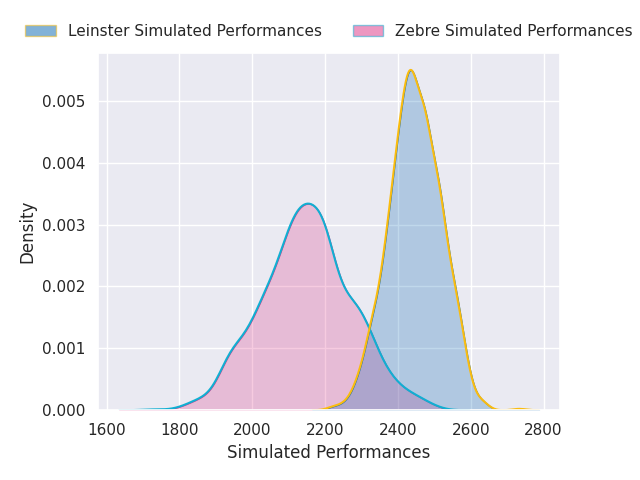 Leinster Simulated Performances Zebre Simulated Performances
0.005
0.004
0.003
0.002
0.001
0.000
Density
1600 1800 2000 2200 2400 2600 2800
Simulated Performances